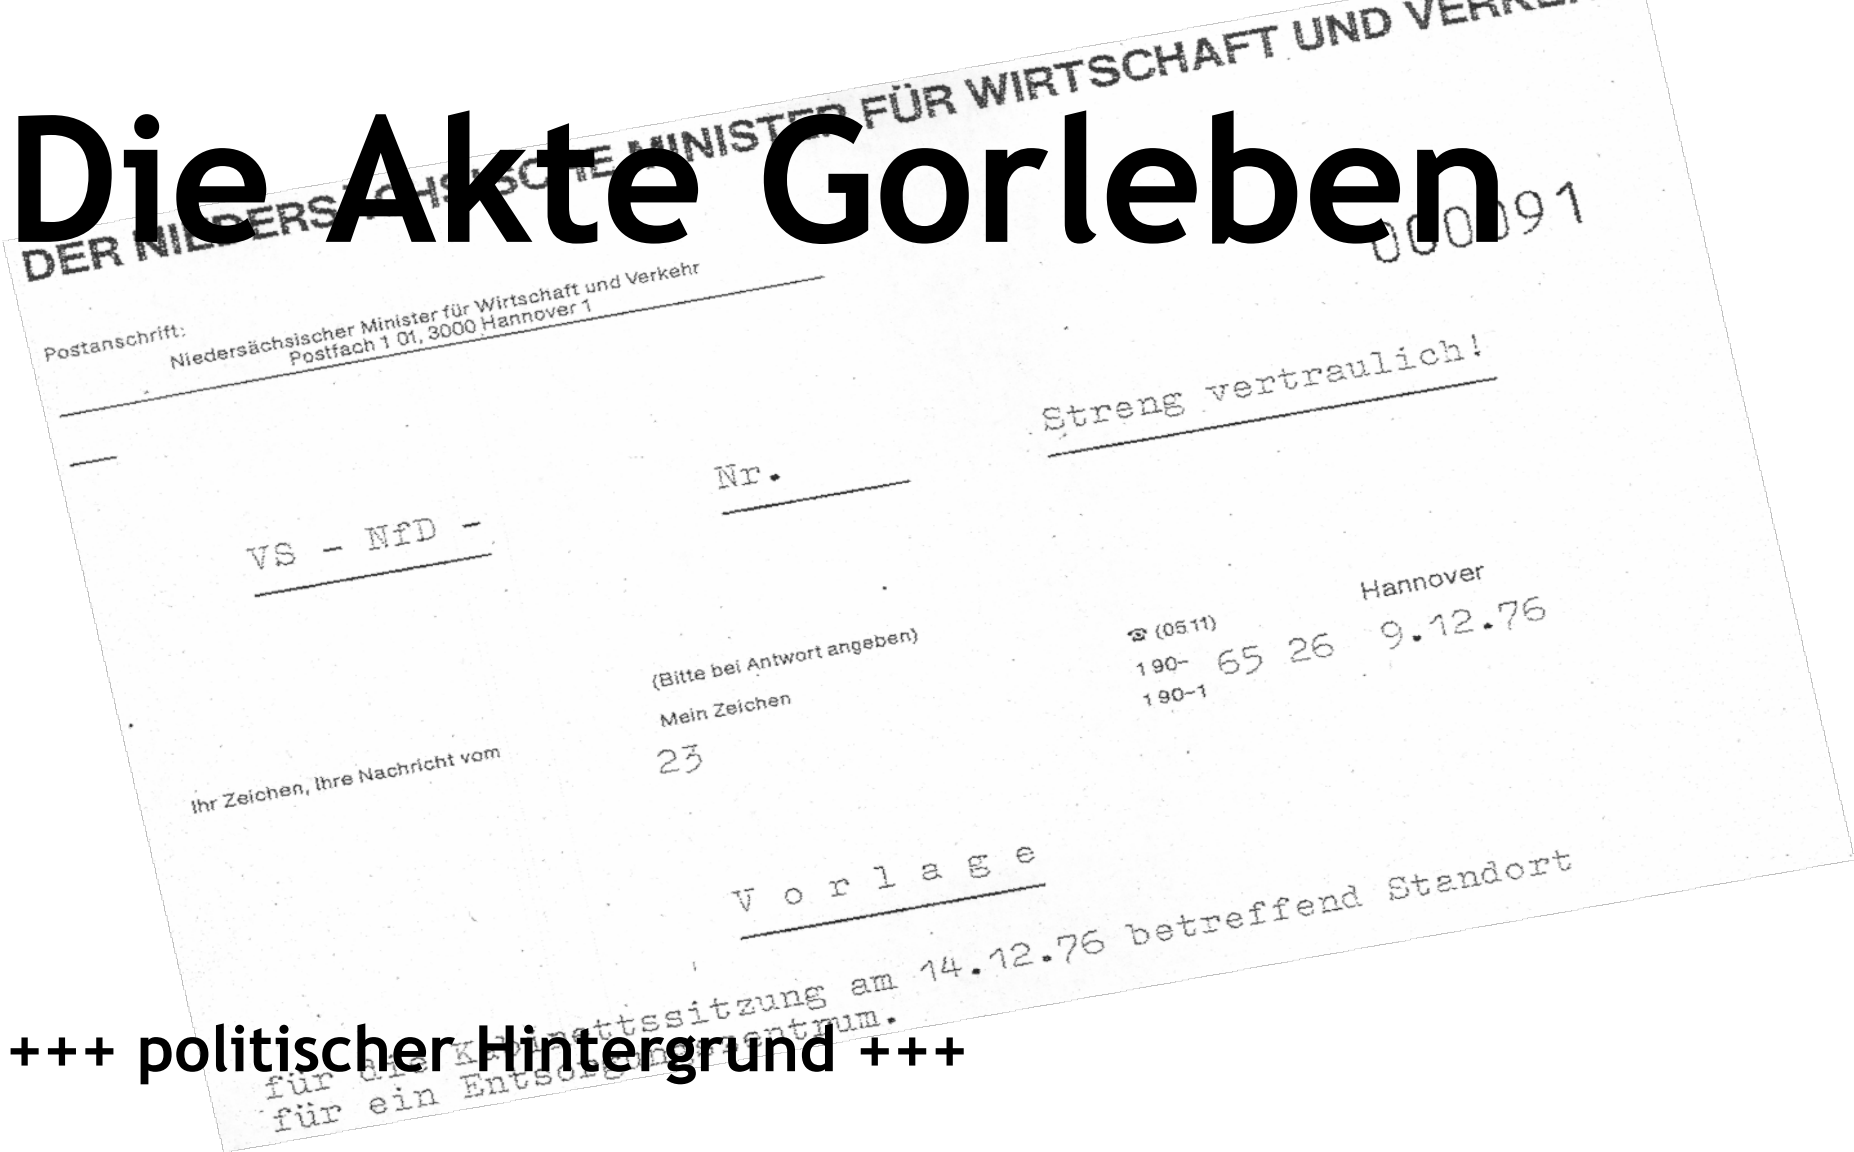 DER NIEDERSÄCHSISCHE MINISTER FÜR WIRTSCHAFT UND
Die Akte Gorleben
000091
Postanschrift:
Niedersächsischer Minister für Wirtschaft und Verkehr
Postfach 1 01, 3000 Hannover 1
Streng vertraulich!
Nr.
VS - NfD -
Hannover
(0511)
190- 65 26 9.12.76
190-1
(Bitte bei Antwort angeben)
Mein Zeichen
23
Ihr Zeichen, Ihre Nachricht vom
Vorlage
für die Kabinettssitzung am 14.12.76 betreffend Standort
für ein Entsorgungszentrum.
+++ politischer Hintergrund +++